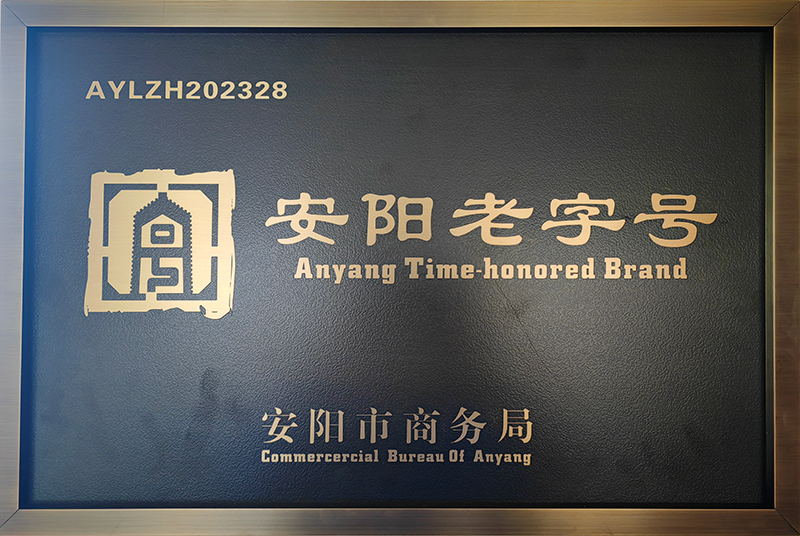 AYLZH202328
安阳老字号
Anyang Time-honored Brand
安阳市商务局
Commercercial Bureau Of Anyang